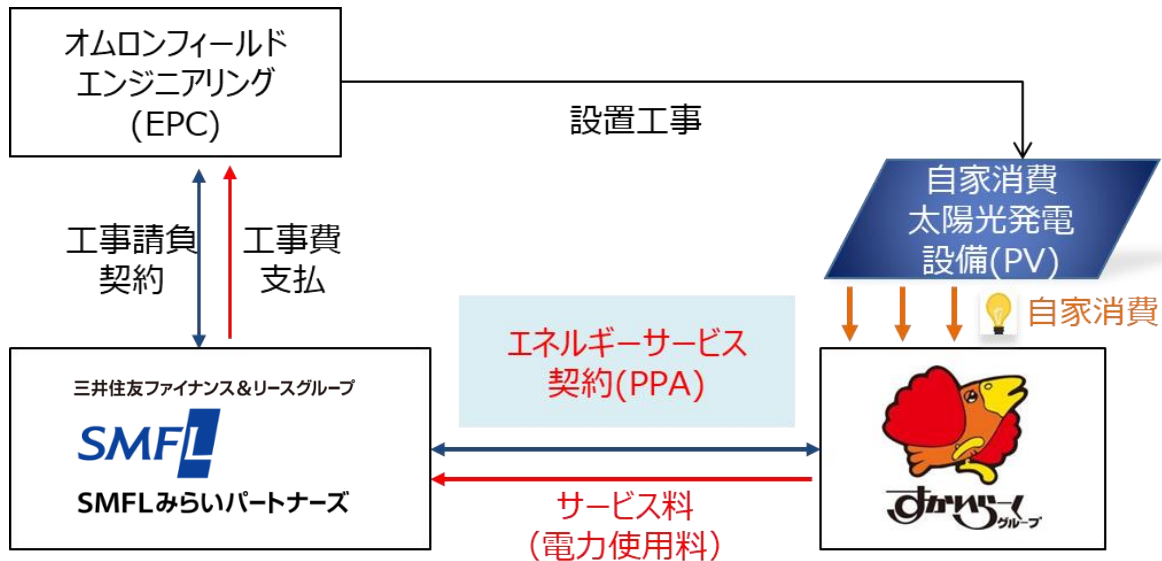 オムロンフィールド
エンジニアリング
(EPC)
設置工事
自家消費
太陽光発電
設備(PV)
工事請負
契約
工事費
支払
自家消費
エネルギーサービス
契約(PPA)
三井住友ファイナンス&リースグループ
SMFL
SMFLみらいパートナーズ
すかいらーく
グループ
サービス料
(電力使用料)